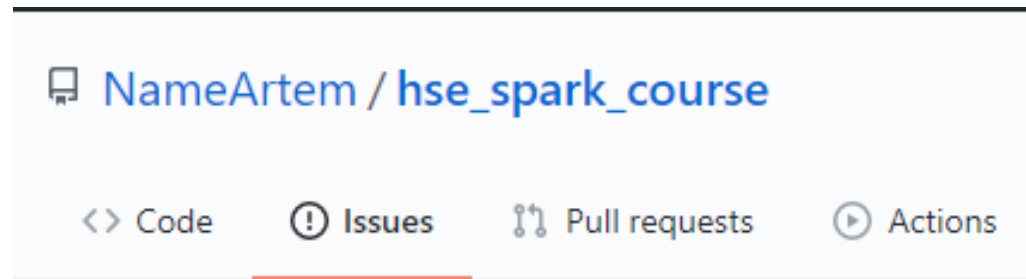 NameArtem / hse_spark_course
Code Issues Pull requests Actions